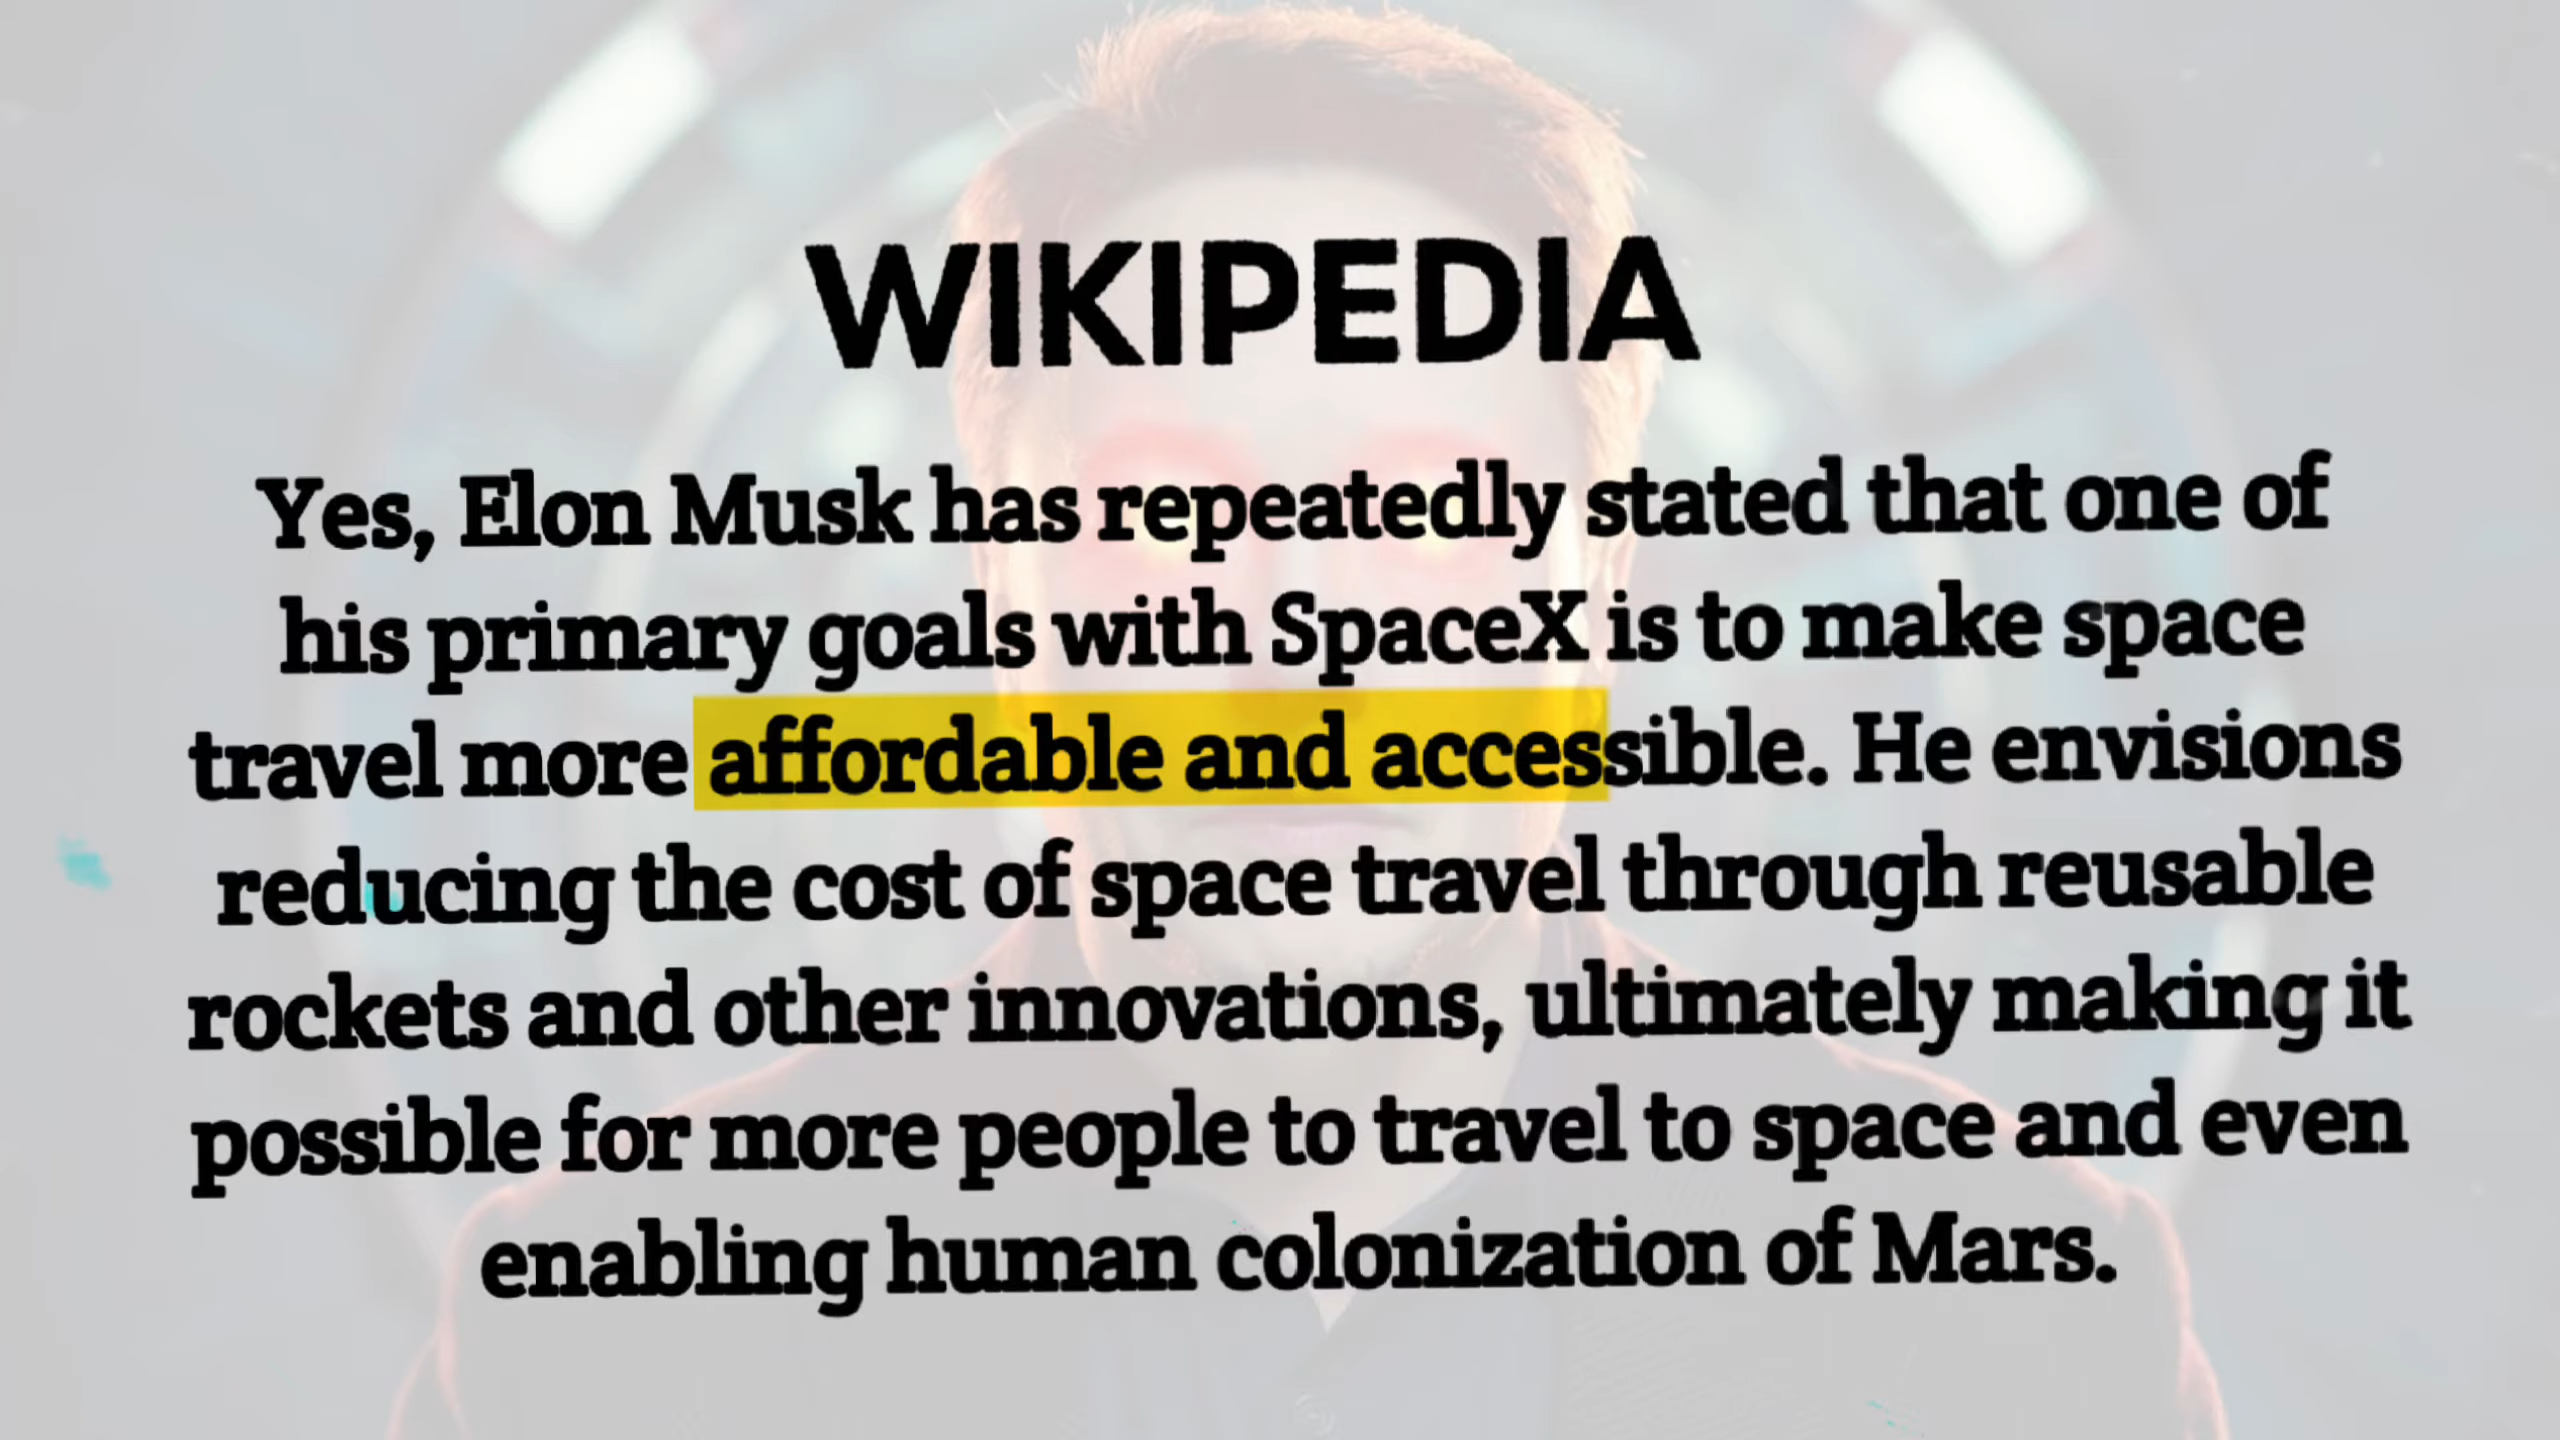 WIKIPEDIA
Yes, Elon Musk has repeatedly stated that one of
his primary goals with SpaceX is to make space
travel more affordable and accessible. He envisions
reducing the cost of space travel through reusable
rockets and other innovations, ultimately making it
possible for more people to travel to space and even
enabling human colonization of Mars.